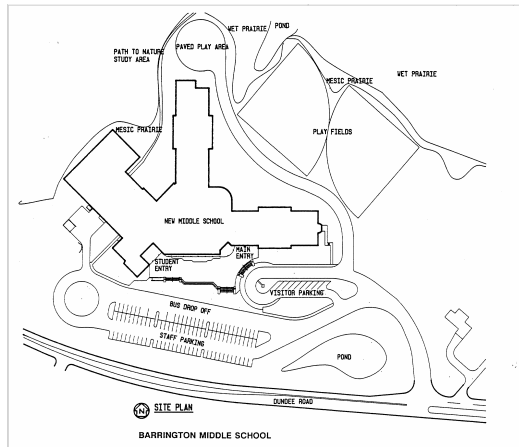 WET PRAIRIE
POND
PATH TO NATURE
STUDY AREA
PAVED PLAY AREA
MESIC PRAIRIE
WET PRAIRIE
MESIC PRAIRIE
PLAY FIELDS
NEW MIDDLE SCHOOL
MAIN
ENTRY
STUDENT
ENTRY
VISITOR PARKING
BUS DROP OFF
STAFF PARKING
POND
DUNDEE ROAD
N
SITE PLAN
BARRINGTON MIDDLE SCHOOL